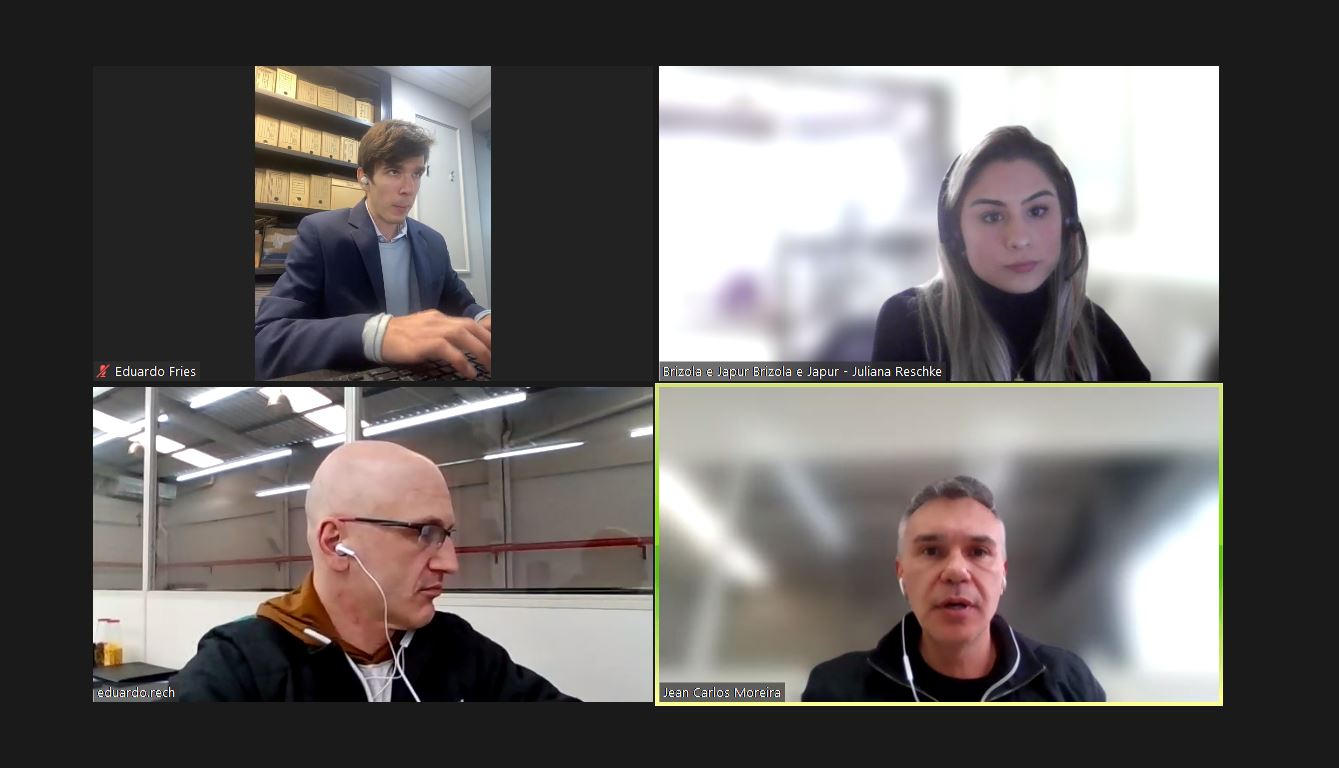 Eduardo Fries
Brizola e Japur Brizola e Japur - Juliana Reschke
eduardo.rech
Jean Carlos Moreira